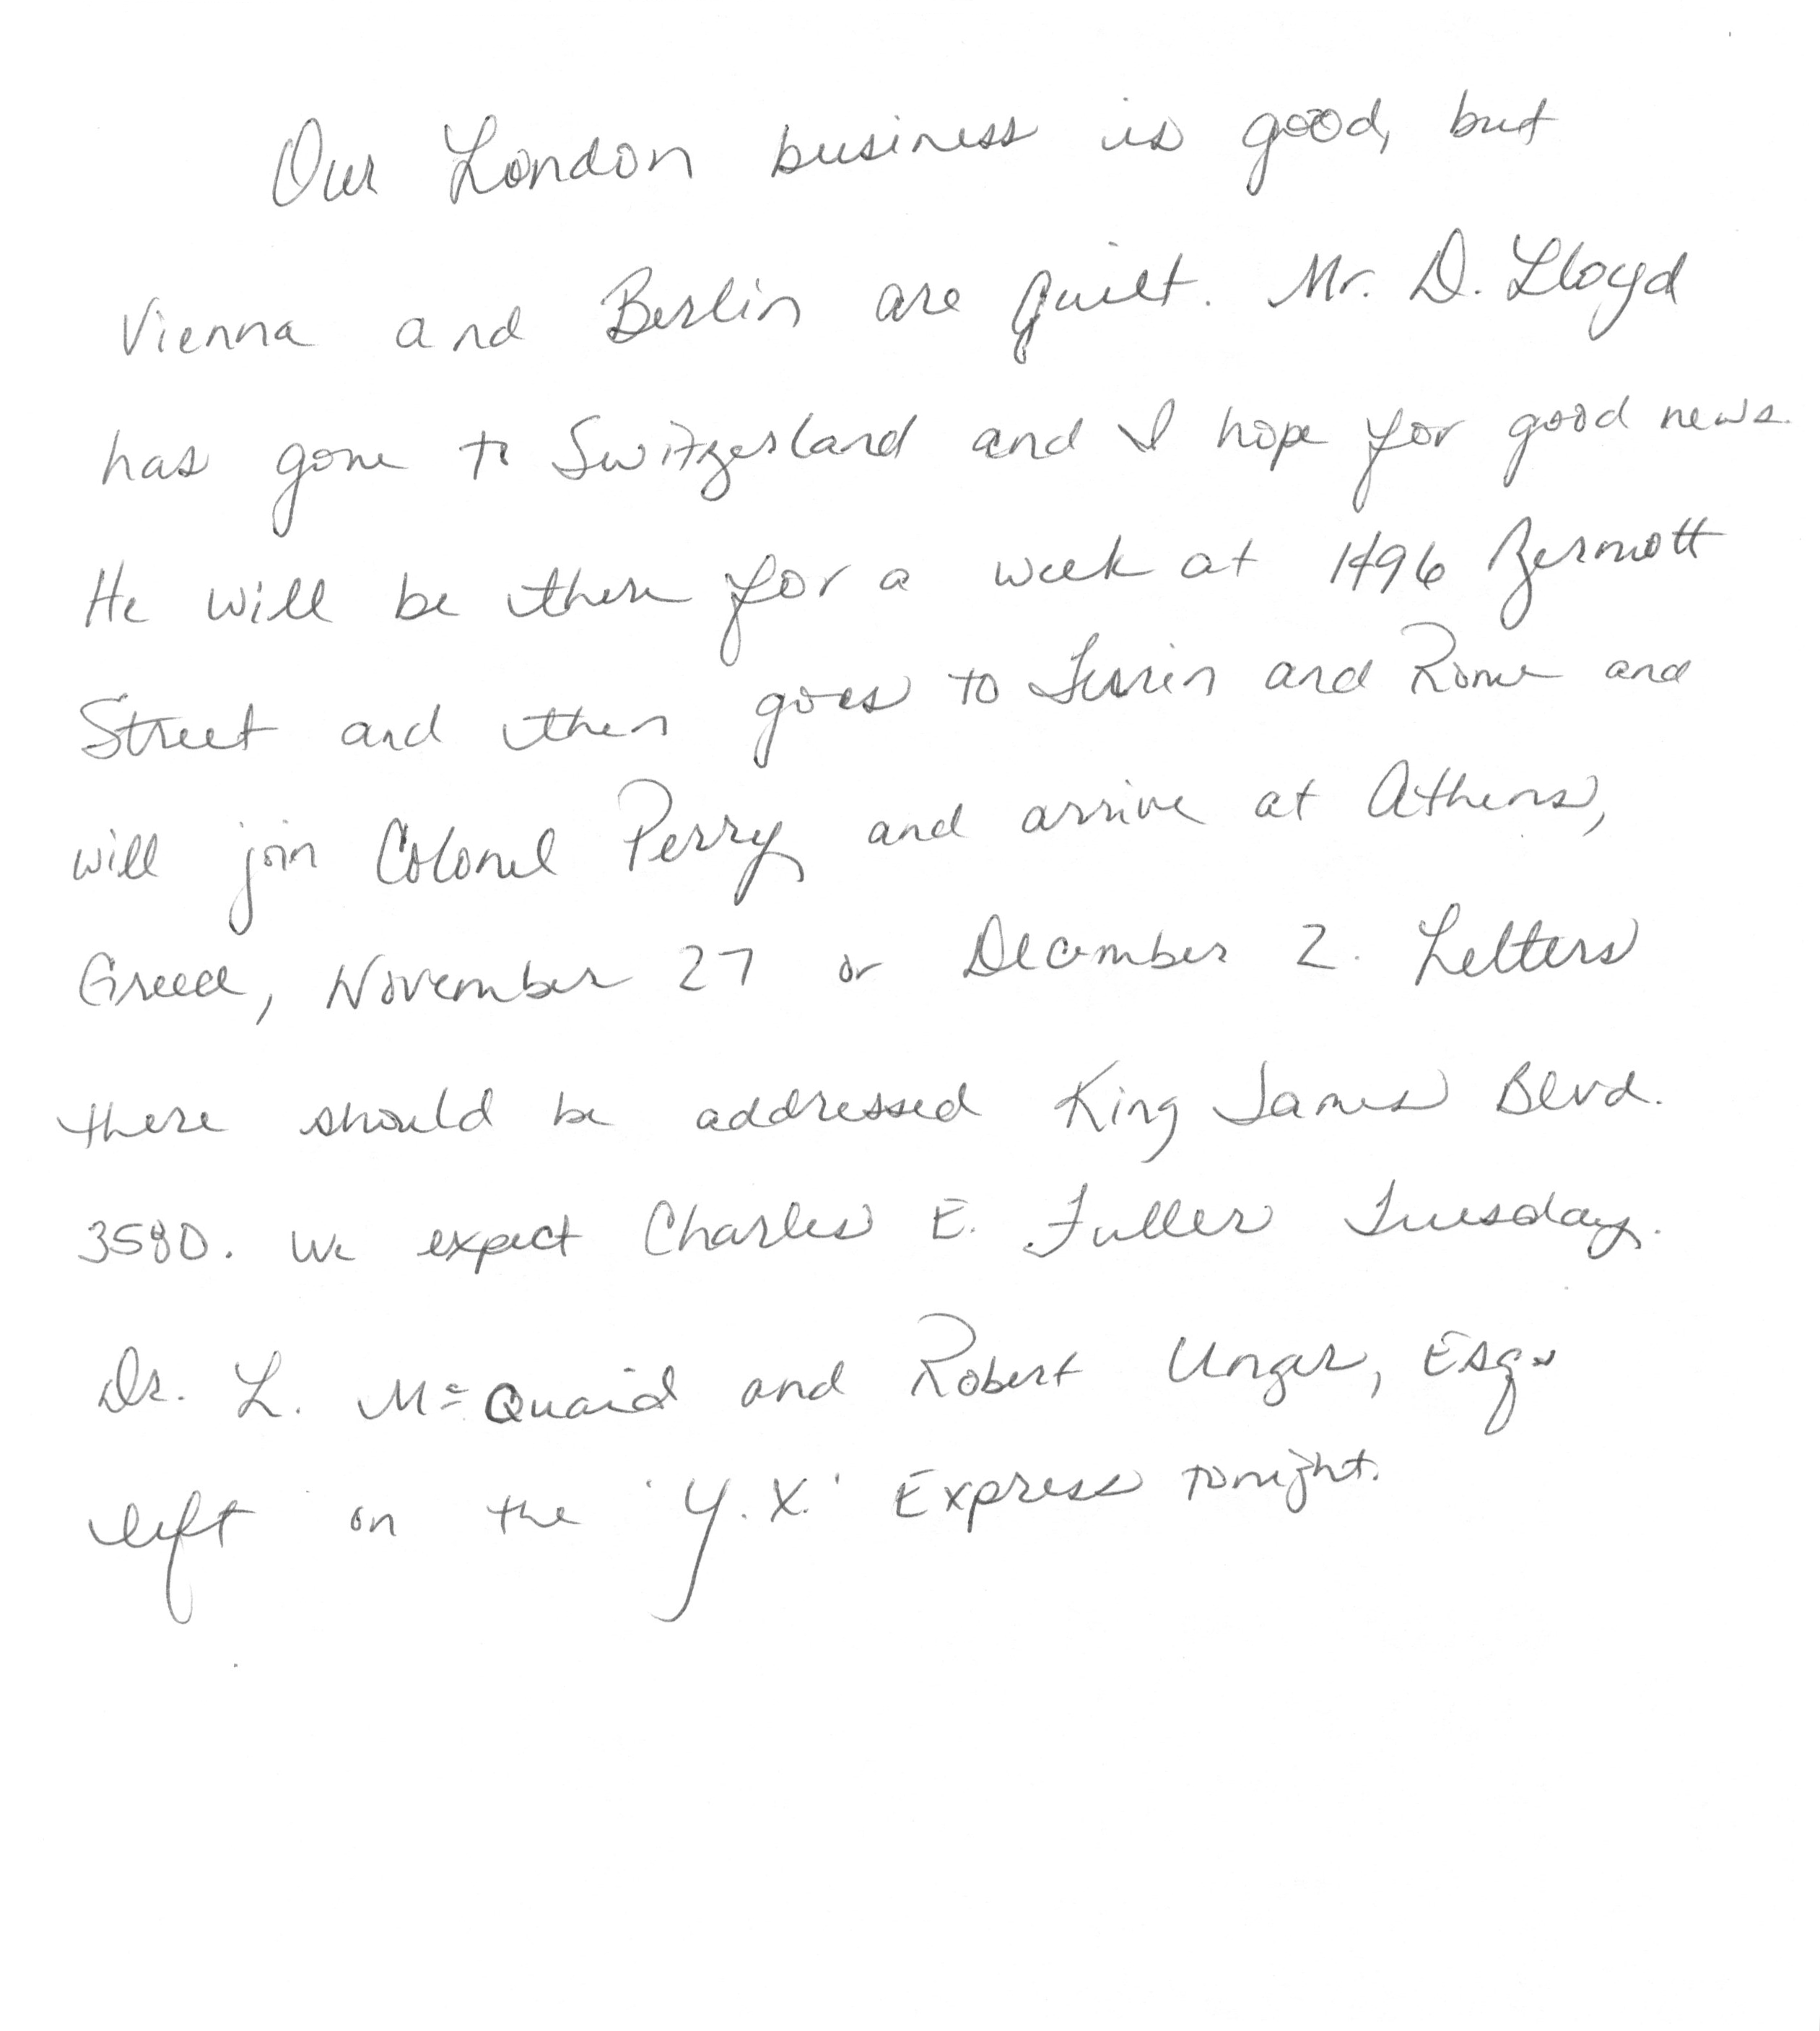 Our London business is good, but
Vienna and Berlin are quiet. Mr. D. Lloyd
has gone to Switzerland and I hope for good news.
He will be there for a week at 1496 Zermott
Street and then goes to Turin and Rome and
will join Colonel Perry and arrive at Athens,
Greece, November 27 or December 2. Letters
there should be addressed King James Blvd.
3580. We expect Charles E. Fuller Tuesday.
Dr. L. McQuaid and Robert Unger, Esq.
left on the 'Y.X.' Express tonight.